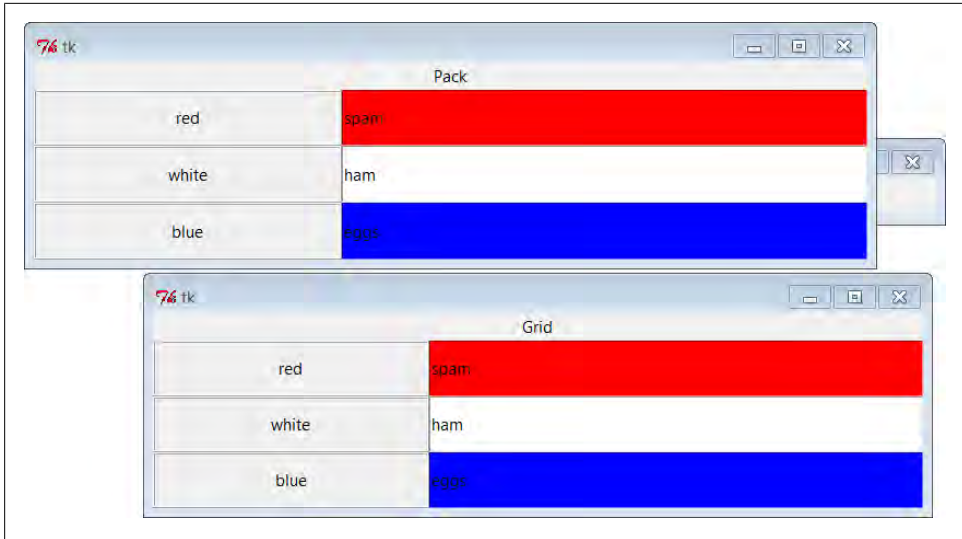 tk
Pack
red spam
white ham
blue eggs
tk
Grid
red spam
white ham
blue eggs